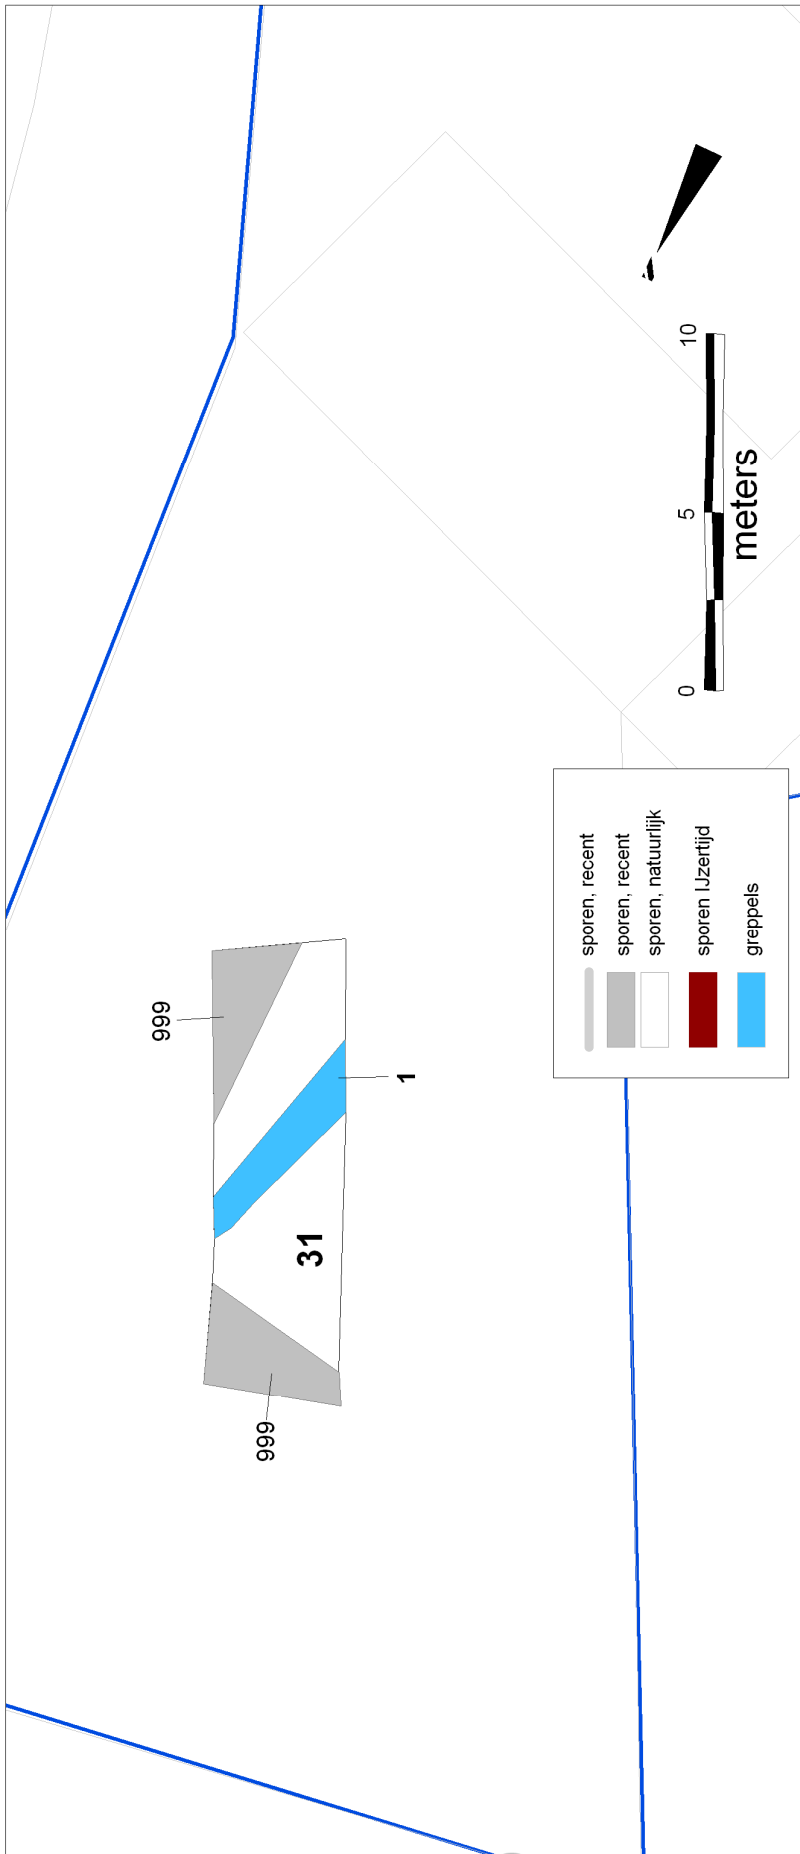 999
999
31
1
sporen, recent
sporen, recent
sporen, natuurlijk
sporen IJzertijd
greppels
0 5 10
meters